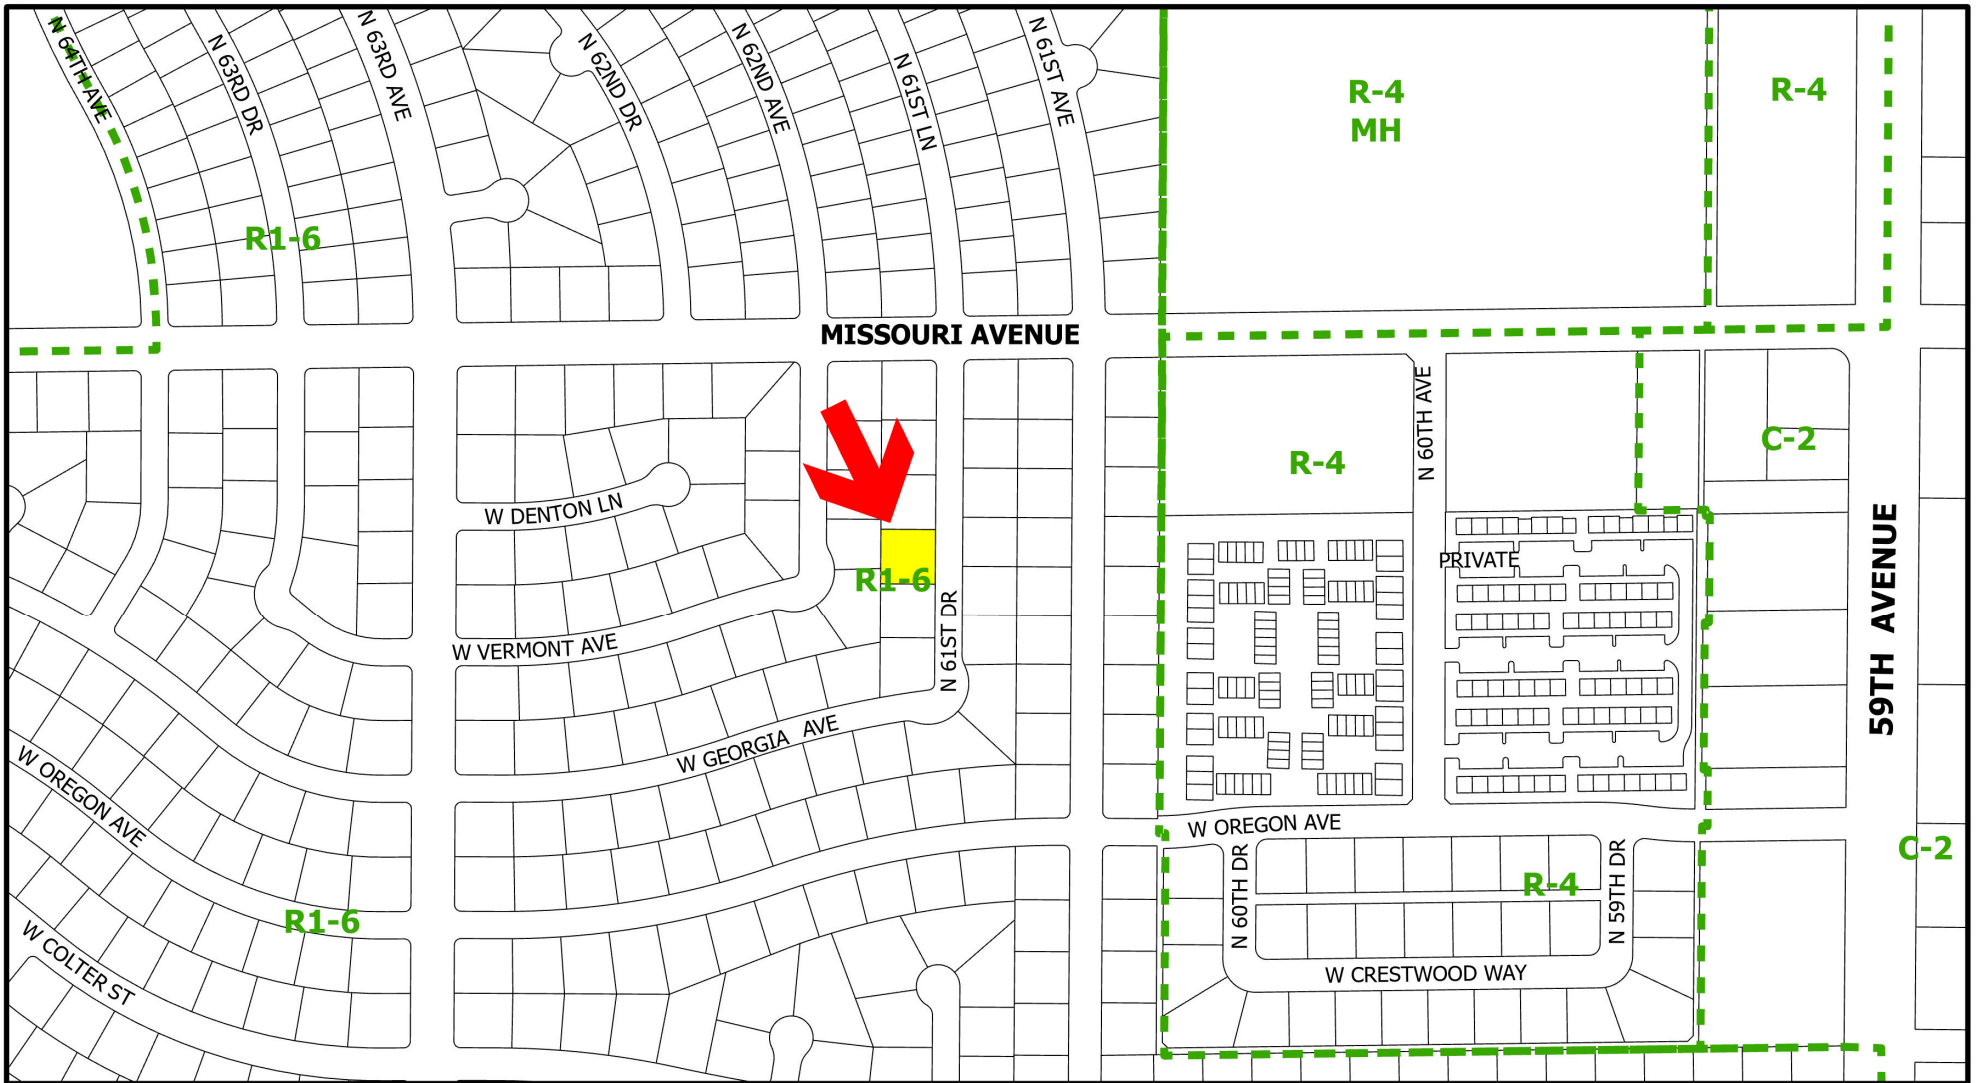 N 64TH AVE
N 63RD DR
N 63RD AVE
N 62ND DR
N 62ND AVE
N 61ST LN
N 61ST AVE
R-4
MH
R-4
R1-6
MISSOURI AVENUE
N 60TH AVE
C-2
R-4
W DENTON LN
PRIVATE
R1-6
59TH AVENUE
N 61ST DR
W VERMONT AVE
W GEORGIA AVE
W OREGON AVE
W OREGON AVE
C-2
N 60TH DR
R-4
N 59TH DR
R1-6
W COLTER ST
W CRESTWOOD WAY